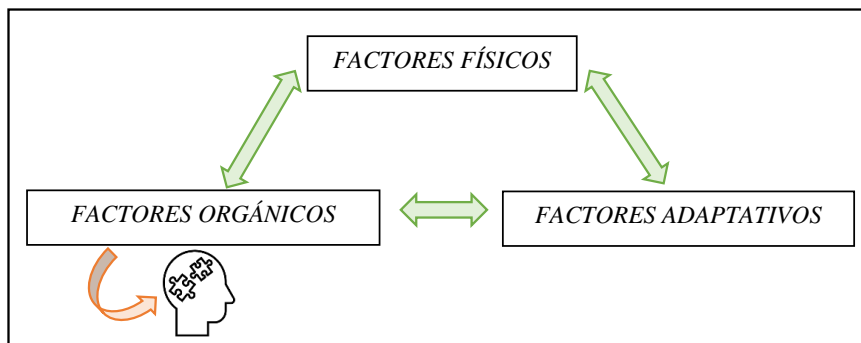 FACTORES FÍSICOS
FACTORES ORGÁNICOS
FACTORES ADAPTATIVOS